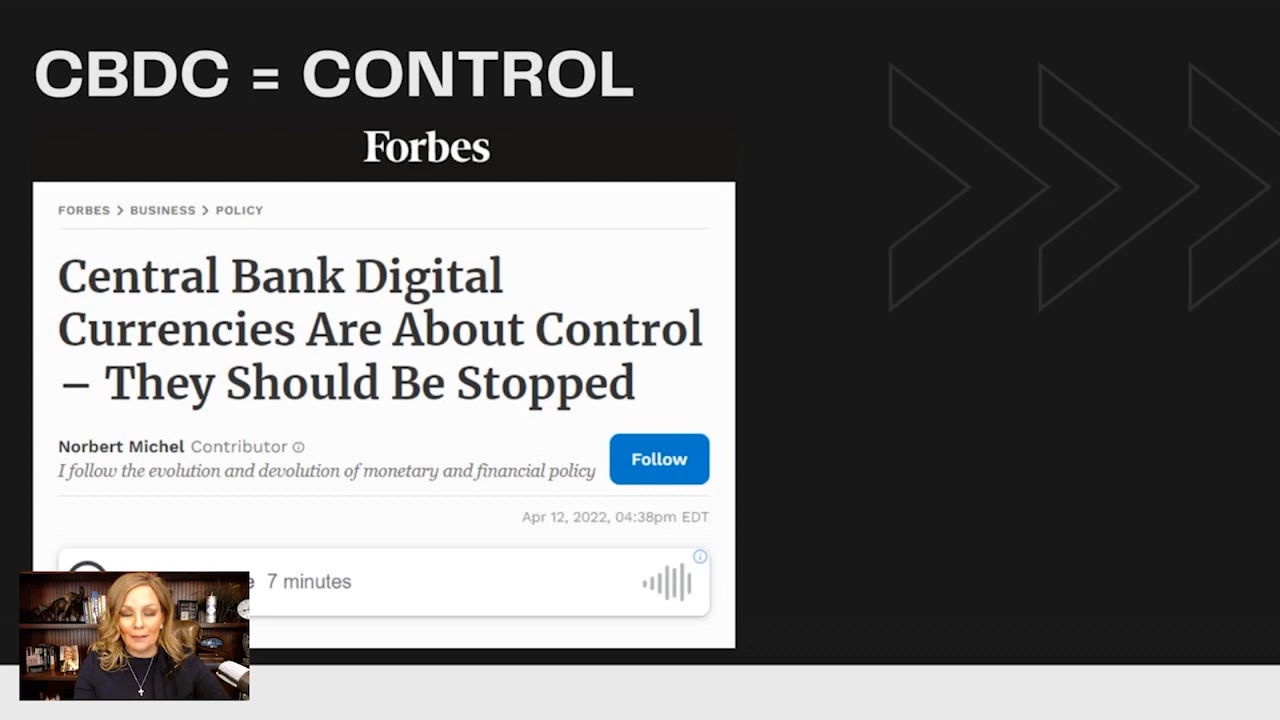 CBDC = CONTROL
Forbes
FORBES > BUSINESS > POLICY
Central Bank Digital
Currencies Are About Control
– They Should Be Stopped
Norbert Michel Contributor
I follow the evolution and devolution of monetary and financial policy
Follow
Apr 12, 2022, 04:38pm EDT
7 minutes